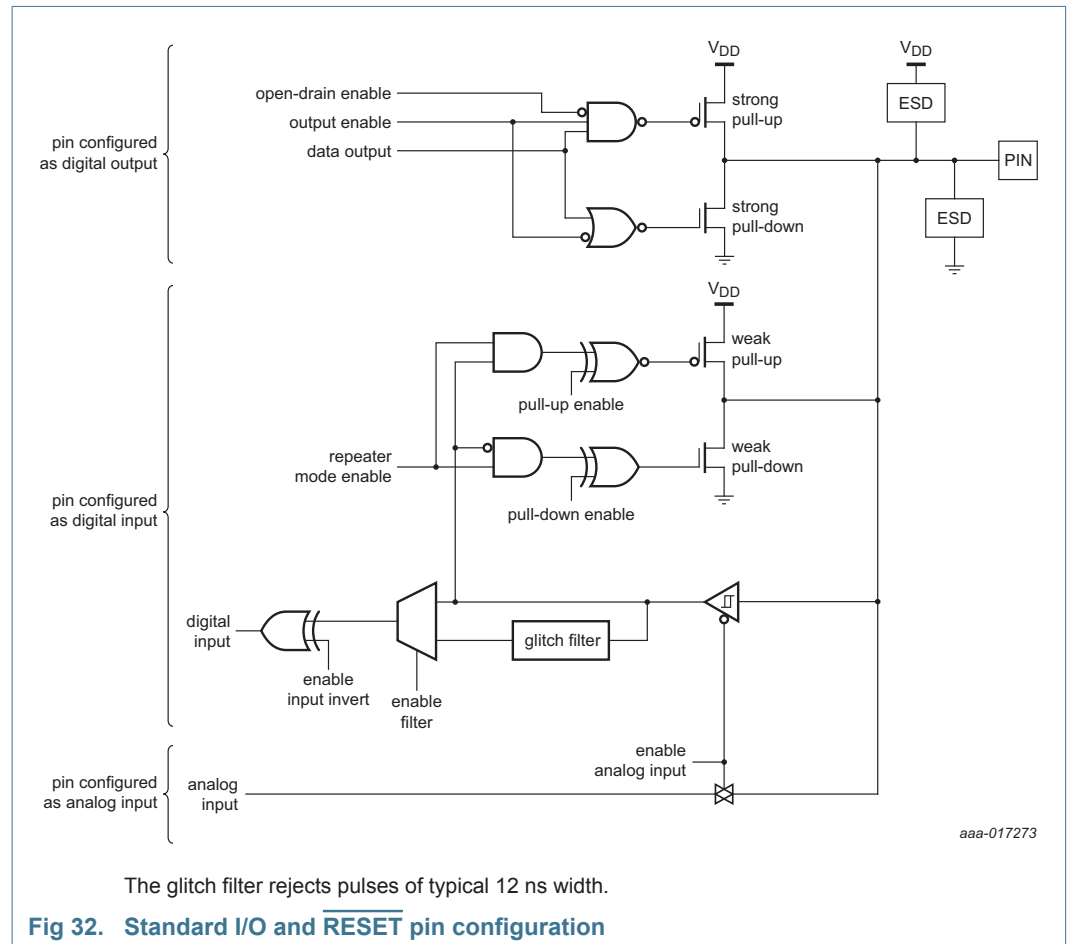 VDD
VDD
open-drain enable
strong
pull-up
ESD
output enable
pin configured
as digital output
data output
PIN
strong
pull-down
ESD
VDD
weak
pull-up
pull-up enable
repeater
mode enable
weak
pull-down
pin configured
as digital input
pull-down enable
digital
input
glitch filter
enable
input invert
enable
filter
enable
analog input
pin configured
as analog input
analog
input
aaa-017273
The glitch filter rejects pulses of typical 12 ns width.
Fig 32. Standard I/O and RESET pin configuration